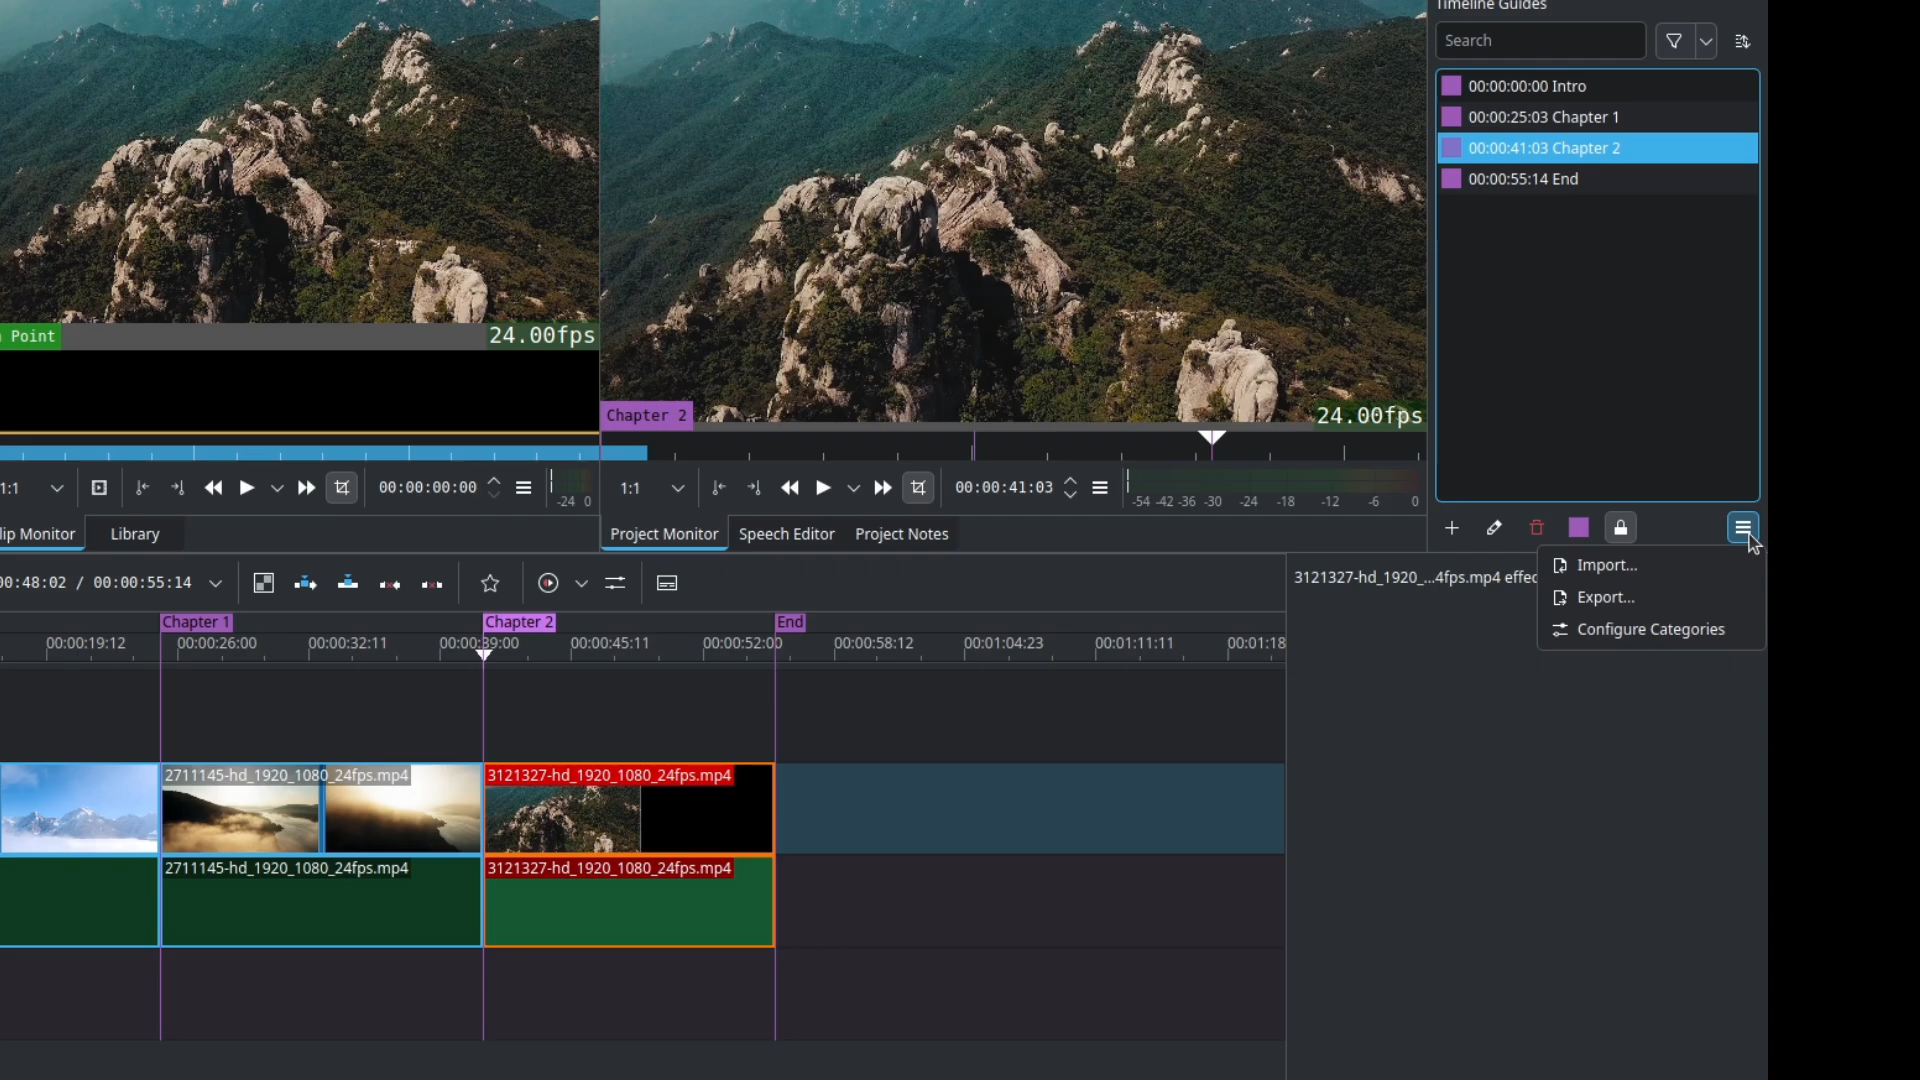 Timeline Guides
Search
00:00:00:00 Intro
00:00:25:03 Chapter 1
00:00:41:03 Chapter 2
00:00:55:14 End
Point
24.00fps
Chapter 2
24.00fps
1:1
00:00:00:00
-24 0
1:1
00:00:41:03
-54 -42 -36 -30 -24 -18 -12 -6 0
lip Monitor
Library
Project Monitor
Speech Editor
Project Notes
Import...
Export...
Configure Categories
00:48:02 / 00:00:55:14
3121327-hd_1920_...4fps.mp4 effec
Chapter 1
Chapter 2
End
00:00:19:12
00:00:26:00
00:00:32:11
00:00:39:00
00:00:45:11
00:00:52:00
00:00:58:12
00:01:04:23
00:01:11:11
00:01:18
2711145-hd_1920_1080_24fps.mp4
3121327-hd_1920_1080_24fps.mp4
2711145-hd_1920_1080_24fps.mp4
3121327-hd_1920_1080_24fps.mp4